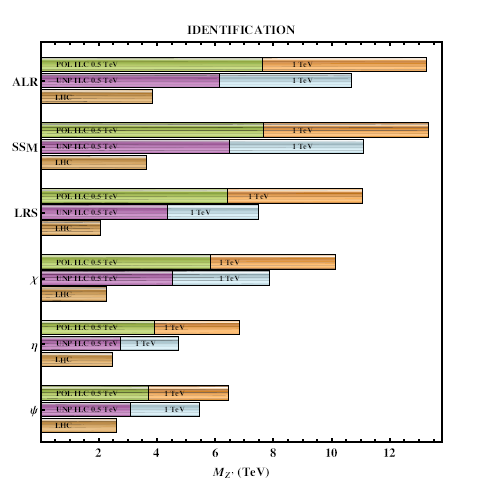 IDENTIFICATION
POL ILC 0.5 TeV 1 TeV
ALR UNP ILC 0.5 TeV 1 TeV
LHC
POL ILC 0.5 TeV 1 TeV
SSM UNP ILC 0.5 TeV 1 TeV
LHC
POL ILC 0.5 TeV 1 TeV
LRS UNP ILC 0.5 TeV 1 TeV
LHC
POL ILC 0.5 TeV 1 TeV
χ UNP ILC 0.5 TeV 1 TeV
LHC
POL ILC 0.5 TeV 1 TeV
η UNP ILC 0.5 TeV 1 TeV
LHC
POL ILC 0.5 TeV 1 TeV
ψ UNP ILC 0.5 TeV 1 TeV
LHC
2 4 6 8 10 12
M_Z' (TeV)